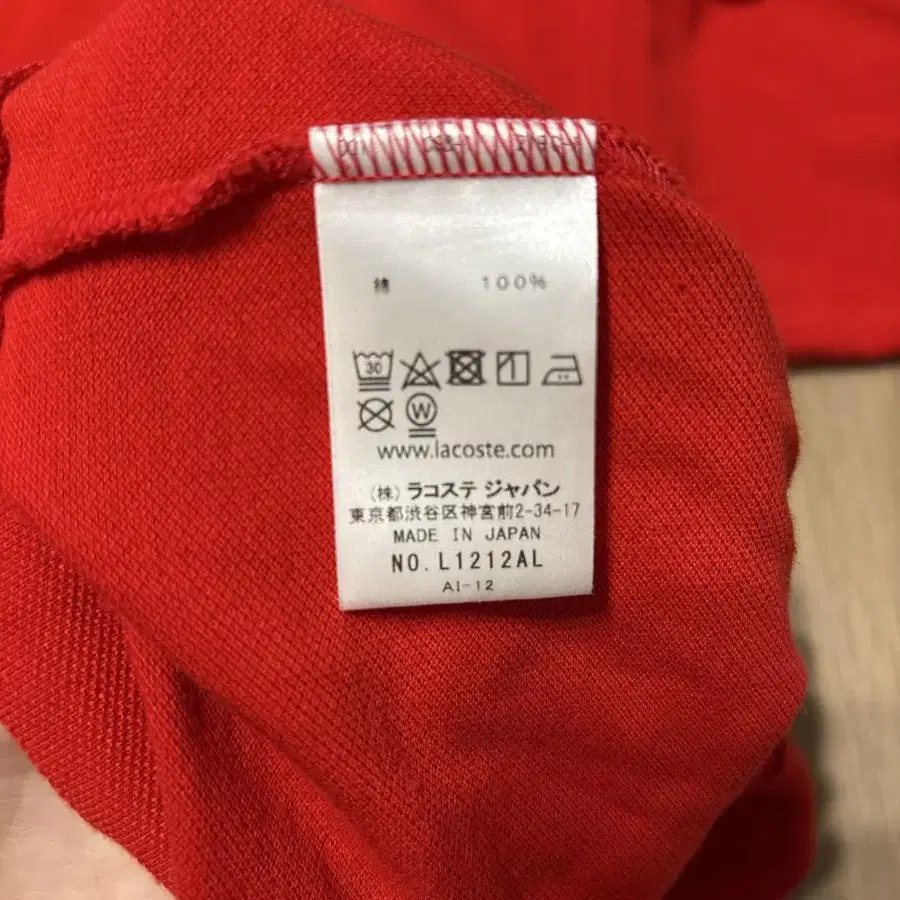 綿 100%
30
W
www.lacoste.com
(株) ラコステ ジャパン
東京都渋谷区神宮前2-34-17
MADE IN JAPAN
NO. L1212AL
AI-12